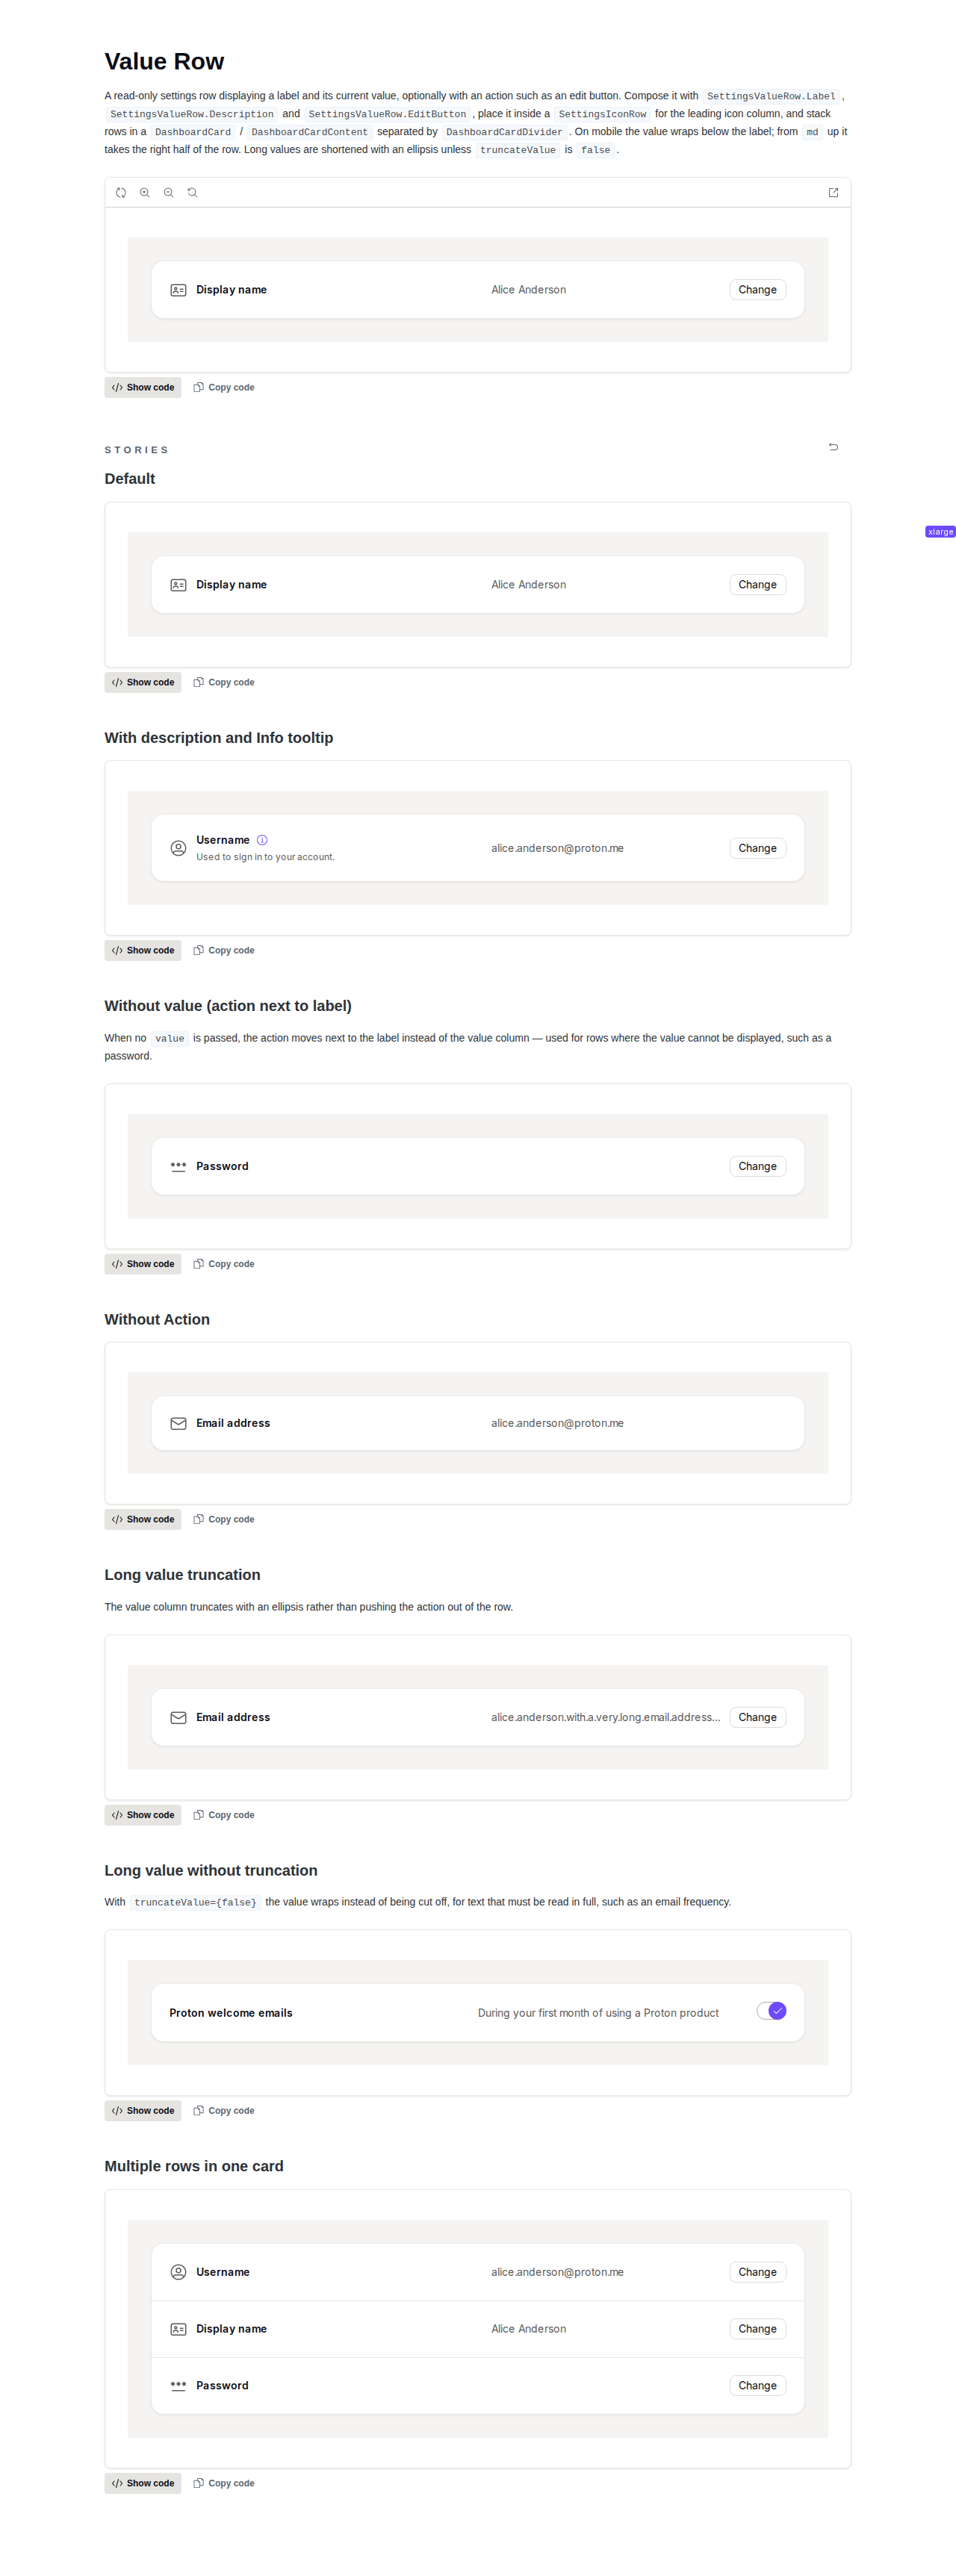 Value Row
A read-only settings row displaying a label and its current value, optionally with an action such as an edit button. Compose it with SettingsValueRow.Label ,
SettingsValueRow.Description and SettingsValueRow.EditButton , place it inside a SettingsIconRow for the leading icon column, and stack
rows in a DashboardCard / DashboardCardContent separated by DashboardCardDivider . On mobile the value wraps below the label; from md up it
takes the right half of the row. Long values are shortened with an ellipsis unless truncateValue is false .
Display name Alice Anderson Change
Show code Copy code
STORIES
Default
xlarge
Display name Alice Anderson Change
Show code Copy code
With description and Info tooltip
Username
Used to sign in to your account.
alice.anderson@proton.me Change
Show code Copy code
Without value (action next to label)
When no value is passed, the action moves next to the label instead of the value column — used for rows where the value cannot be displayed, such as a
password.
Password Change
Show code Copy code
Without Action
Email address alice.anderson@proton.me
Show code Copy code
Long value truncation
The value column truncates with an ellipsis rather than pushing the action out of the row.
Email address alice.anderson.with.a.very.long.email.address... Change
Show code Copy code
Long value without truncation
With truncateValue={false} the value wraps instead of being cut off, for text that must be read in full, such as an email frequency.
Proton welcome emails During your first month of using a Proton product
Show code Copy code
Multiple rows in one card
Username alice.anderson@proton.me Change
Display name Alice Anderson Change
Password Change
Show code Copy code